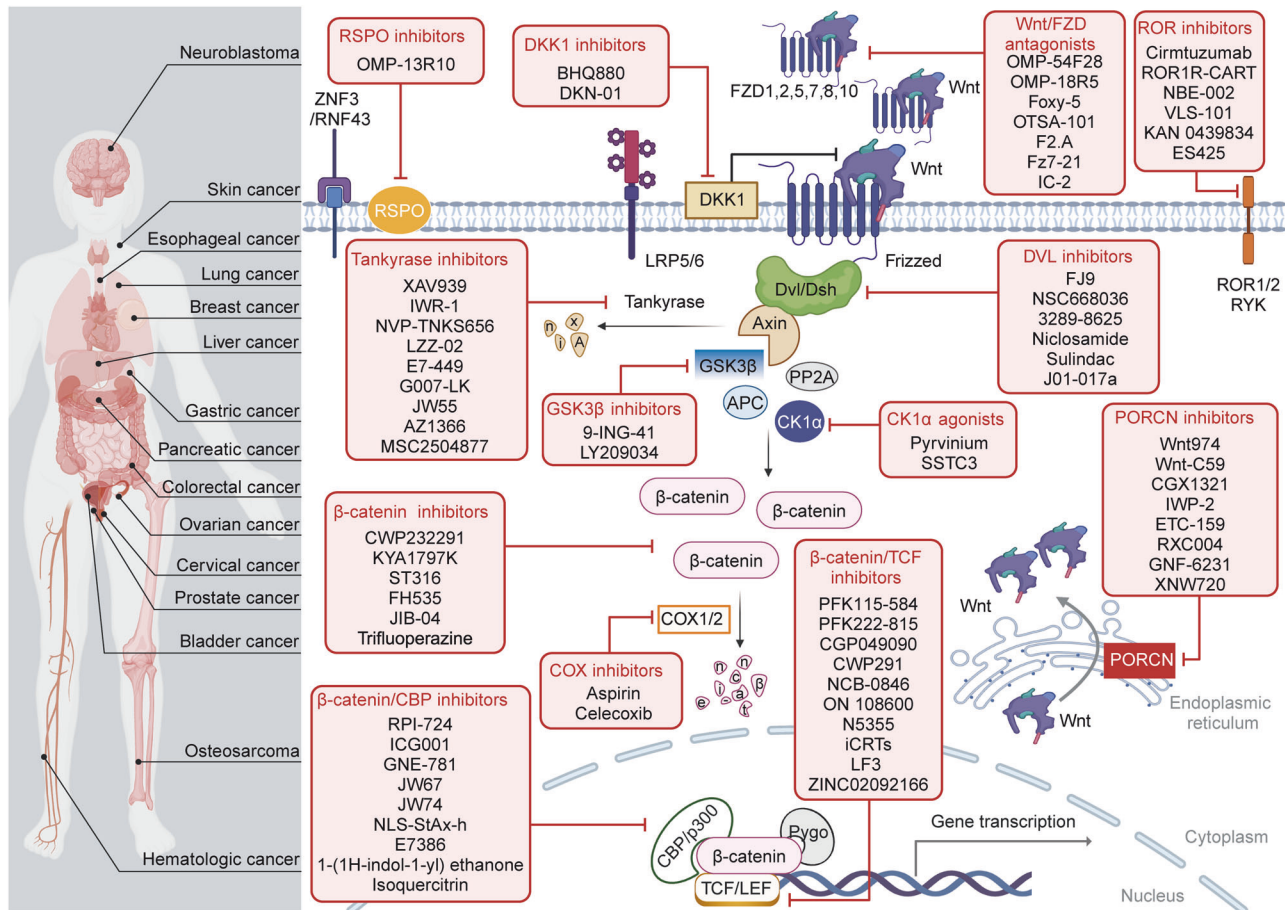 Neuroblastoma
Skin cancer
Esophageal cancer
Lung cancer
Breast cancer
Liver cancer
Gastric cancer
Pancreatic cancer
Colorectal cancer
Ovarian cancer
Cervical cancer
Prostate cancer
Bladder cancer
Osteosarcoma
Hematologic cancer
RSPO inhibitors
OMP-13R10
ZNF3
/RNF43
RSPO
DKK1 inhibitors
BHQ880
DKN-01
LRP5/6
DKK1
FZD1,2,5,7,8,10
Wnt
Wnt
Frizzed
Wnt/FZD
antagonists
OMP-54F28
OMP-18R5
Foxy-5
OTSA-101
F2.A
Fz7-21
IC-2
ROR inhibitors
Cirmtuzumab
ROR1R-CART
NBE-002
VLS-101
KAN 0439834
ES425
ROR1/2
RYK
Tankyrase inhibitors
XAV939
IWR-1
NVP-TNKS656
LZZ-02
E7-449
G007-LK
JW55
AZ1366
MSC2504877
Tankyrase
n
x
i
A
Dvl/Dsh
Axin
GSK3β
PP2A
APC
CK1α
DVL inhibitors
FJ9
NSC668036
3289-8625
Niclosamide
Sulindac
J01-017a
GSK3β inhibitors
9-ING-41
LY209034
CK1α agonists
Pyrvinium
SSTC3
PORCN inhibitors
Wnt974
Wnt-C59
CGX1321
IWP-2
ETC-159
RXC004
GNF-6231
XNW720
β-catenin
β-catenin
β-catenin
β-catenin inhibitors
CWP232291
KYA1797K
ST316
FH535
JIB-04
Trifluoperazine
COX1/2
COX inhibitors
Aspirin
Celecoxib
n
n
c
i
β
e
a
t
β-catenin/TCF
inhibitors
PFK115-584
PFK222-815
CGP049090
CWP291
NCB-0846
ON 108600
N5355
iCRTs
LF3
ZINC02092166
Wnt
PORCN
Wnt
Endoplasmic
reticulum
β-catenin/CBP inhibitors
RPI-724
ICG001
GNE-781
JW67
JW74
NLS-StAx-h
E7386
1-(1H-indol-1-yl) ethanone
Isoquercitrin
CBP/p300
Pygo
β-catenin
TCF/LEF
Gene transcription
Cytoplasm
Nucleus